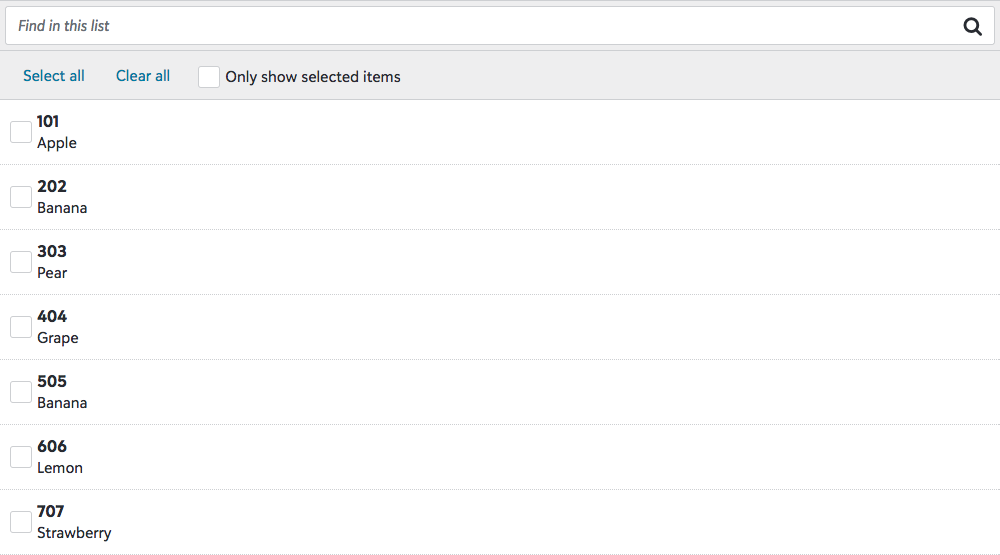 Find in this list
Select all Clear all Only show selected items
101
Apple
202
Banana
303
Pear
404
Grape
505
Banana
606
Lemon
707
Strawberry